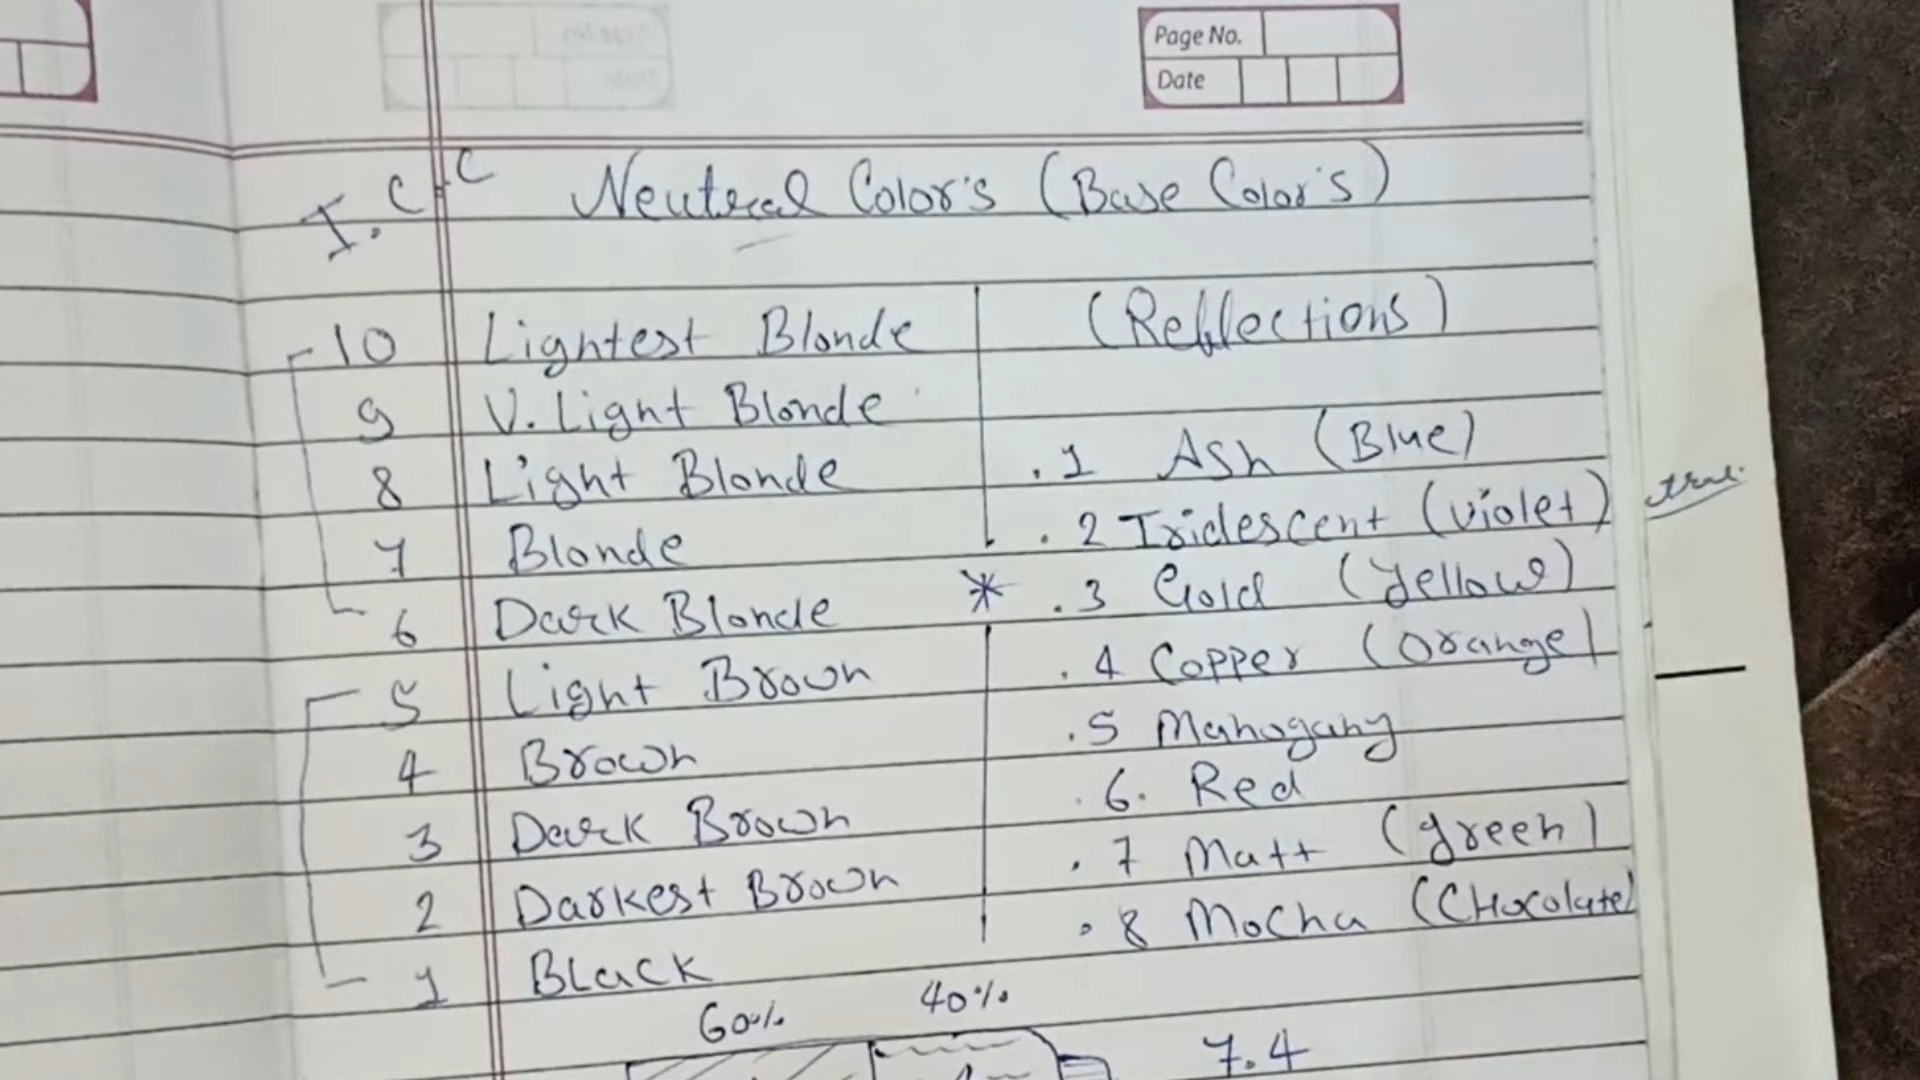 Page No.
Date
I.C.C Neutral Color's (Base Color's)
10 Lightest Blonde
9 V. Light Blonde
8 Light Blonde
7 Blonde
6 Dark Blonde
5 Light Brown
4 Brown
3 Dark Brown
2 Darkest Brown
1 Black
(Reflections)
.1 Ash (Blue)
.2 Iridescent (violet)
* .3 Gold (yellow)
.4 Copper (Orange)
.5 Mahogany
.6. Red
.7 Matt (green)
.8 Mocha (Chocolate)
60% 40%
7.4